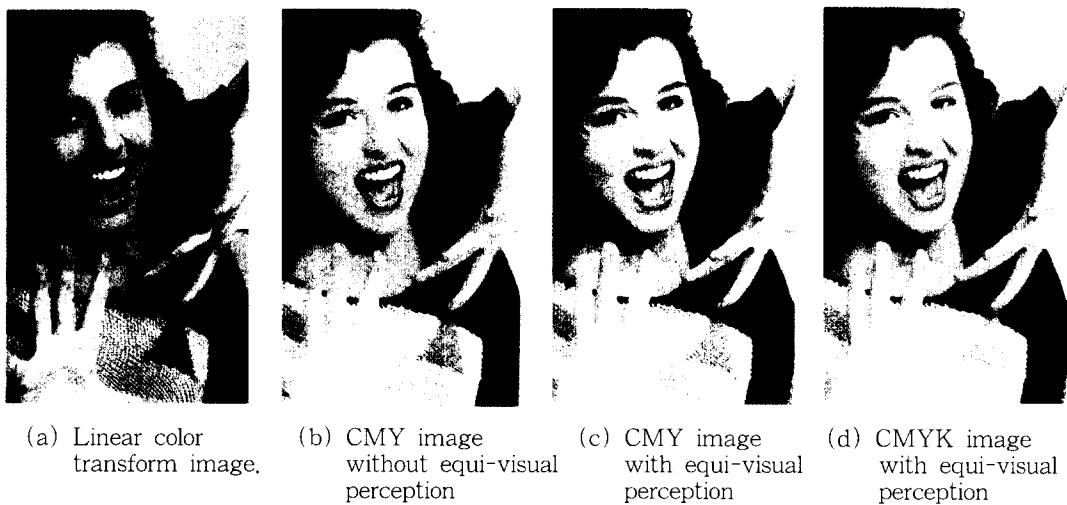 (a) Linear color
transform image,
(b) CMY image
without equi-visual
perception
(c) CMY image
with equi-visual
perception
(d) CMYK image
with equi-visual
perception